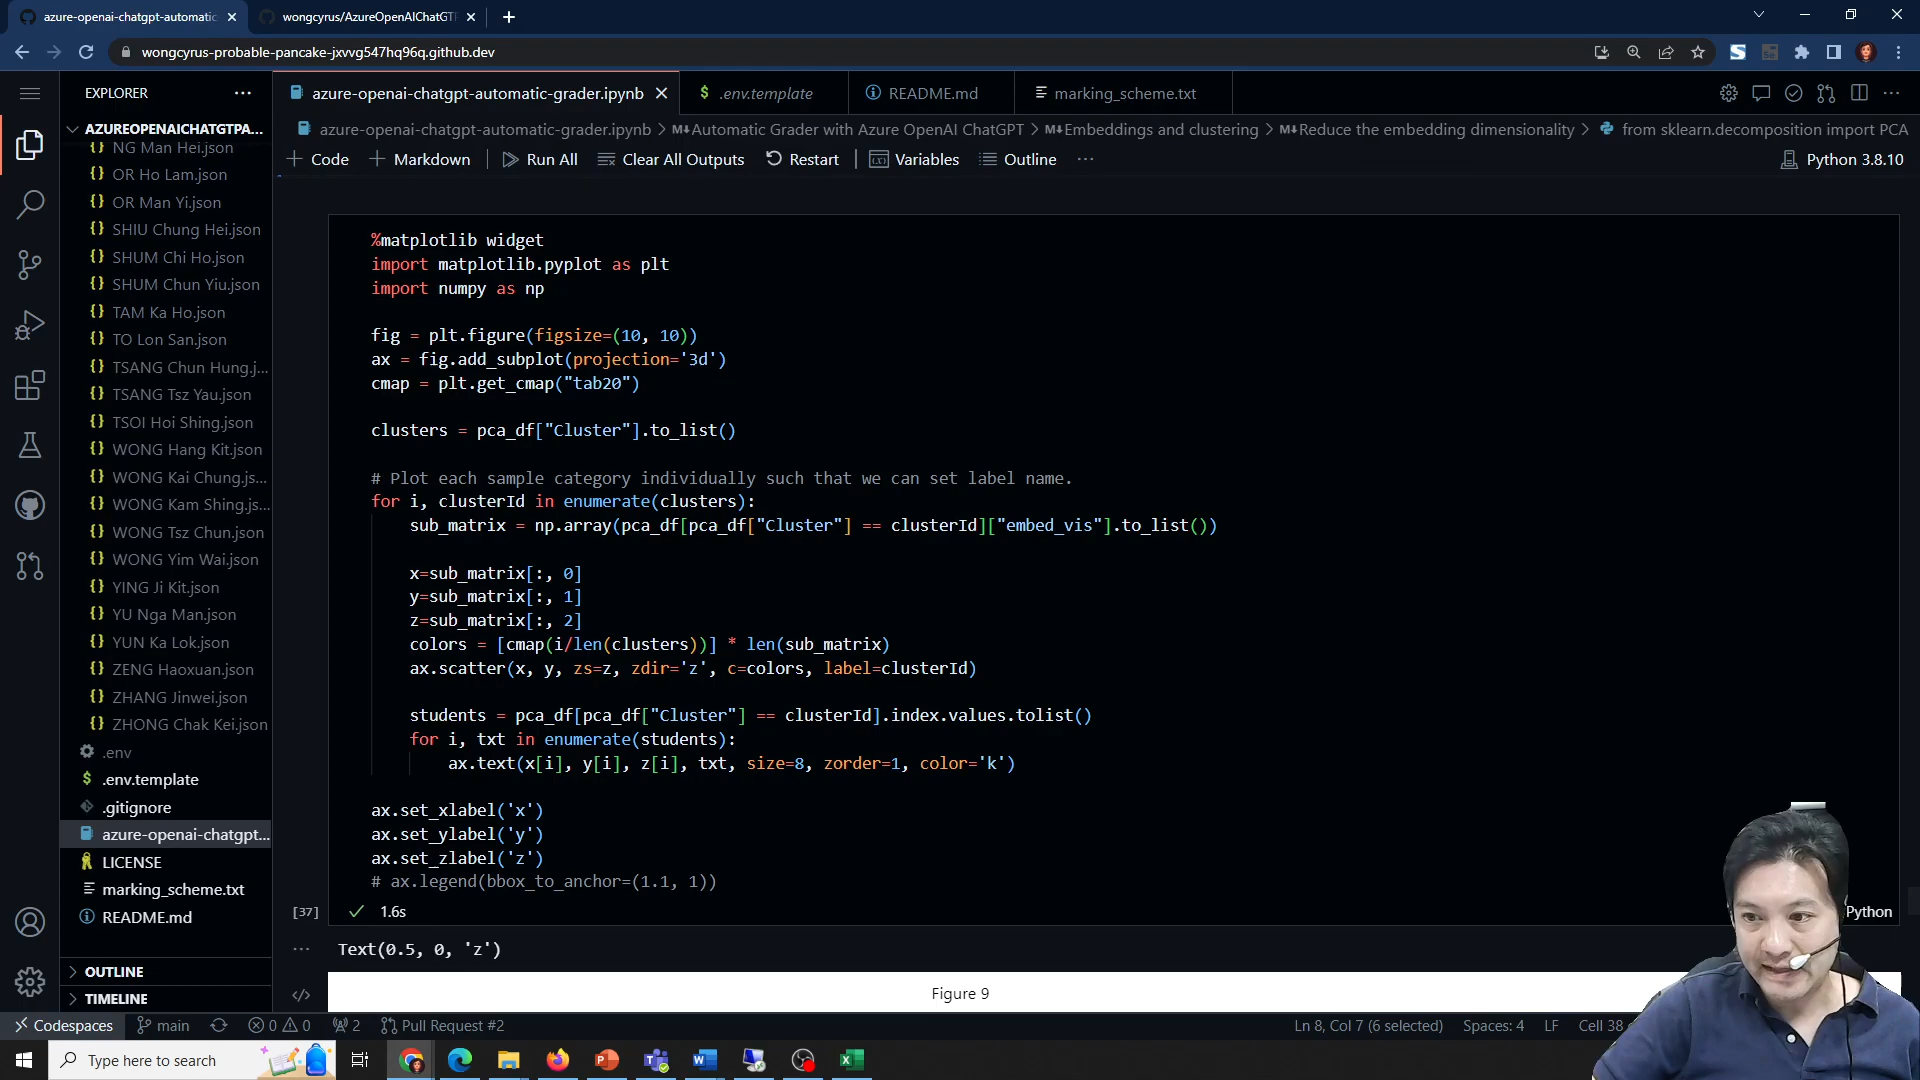 azure-openai-chatgpt-automatic
wongcyrus/AzureOpenAIChatGTP
wongcyrus-probable-pancake-jxvvg547hq96q.github.dev
EXPLORER
azure-openai-chatgpt-automatic-grader.ipynb
.env.template
README.md
marking_scheme.txt
AZUREOPENAICHATGTPA...
azure-openai-chatgpt-automatic-grader.ipynb > M↓Automatic Grader with Azure OpenAI ChatGPT > M↓Embeddings and clustering > M↓Reduce the embedding dimensionality > from sklearn.decomposition import PCA
+ Code + Markdown Run All Clear All Outputs Restart Variables Outline ...
Python 3.8.10
NG Man Hei.json
OR Ho Lam.json
OR Man Yi.json
SHIU Chung Hei.json
SHUM Chi Ho.json
SHUM Chun Yiu.json
TAM Ka Ho.json
TO Lon San.json
TSANG Chun Hung.j...
TSANG Tsz Yau.json
TSOI Hoi Shing.json
WONG Hang Kit.json
WONG Kai Chung.js...
WONG Kam Shing.js...
WONG Tsz Chun.json
WONG Yim Wai.json
YING Ji Kit.json
YU Nga Man.json
YUN Ka Lok.json
ZENG Haoxuan.json
ZHANG Jinwei.json
ZHONG Chak Kei.json
.env
.env.template
.gitignore
azure-openai-chatgpt...
LICENSE
marking_scheme.txt
README.md
OUTLINE
TIMELINE
%matplotlib widget
import matplotlib.pyplot as plt
import numpy as np
fig = plt.figure(figsize=(10, 10))
ax = fig.add_subplot(projection='3d')
cmap = plt.get_cmap("tab20")
clusters = pca_df["Cluster"].to_list()
# Plot each sample category individually such that we can set label name.
for i, clusterId in enumerate(clusters):
sub_matrix = np.array(pca_df[pca_df["Cluster"] == clusterId]["embed_vis"].to_list())
x=sub_matrix[:, 0]
y=sub_matrix[:, 1]
z=sub_matrix[:, 2]
colors = [cmap(i/len(clusters))] * len(sub_matrix)
ax.scatter(x, y, zs=z, zdir='z', c=colors, label=clusterId)
students = pca_df[pca_df["Cluster"] == clusterId].index.values.tolist()
for i, txt in enumerate(students):
ax.text(x[i], y[i], z[i], txt, size=8, zorder=1, color='k')
ax.set_xlabel('x')
ax.set_ylabel('y')
ax.set_zlabel('z')
# ax.legend(bbox_to_anchor=(1.1, 1))
[37]
1.6s
Python
Text(0.5, 0, 'z')
Figure 9
Codespaces
main
0 0
2
Pull Request #2
Ln 8, Col 7 (6 selected)
Spaces: 4
LF
Cell 38
Type here to search